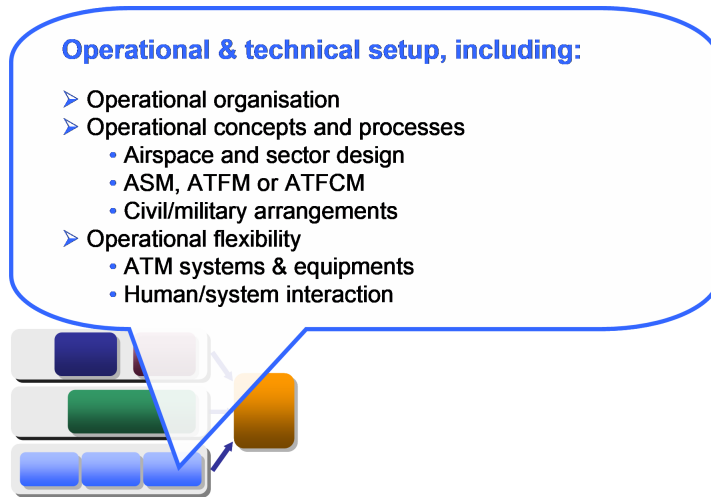 Operational & technical setup, including:
➢ Operational organisation
➢ Operational concepts and processes
• Airspace and sector design
• ASM, ATFM or ATFCM
• Civil/military arrangements
➢ Operational flexibility
• ATM systems & equipments
• Human/system interaction